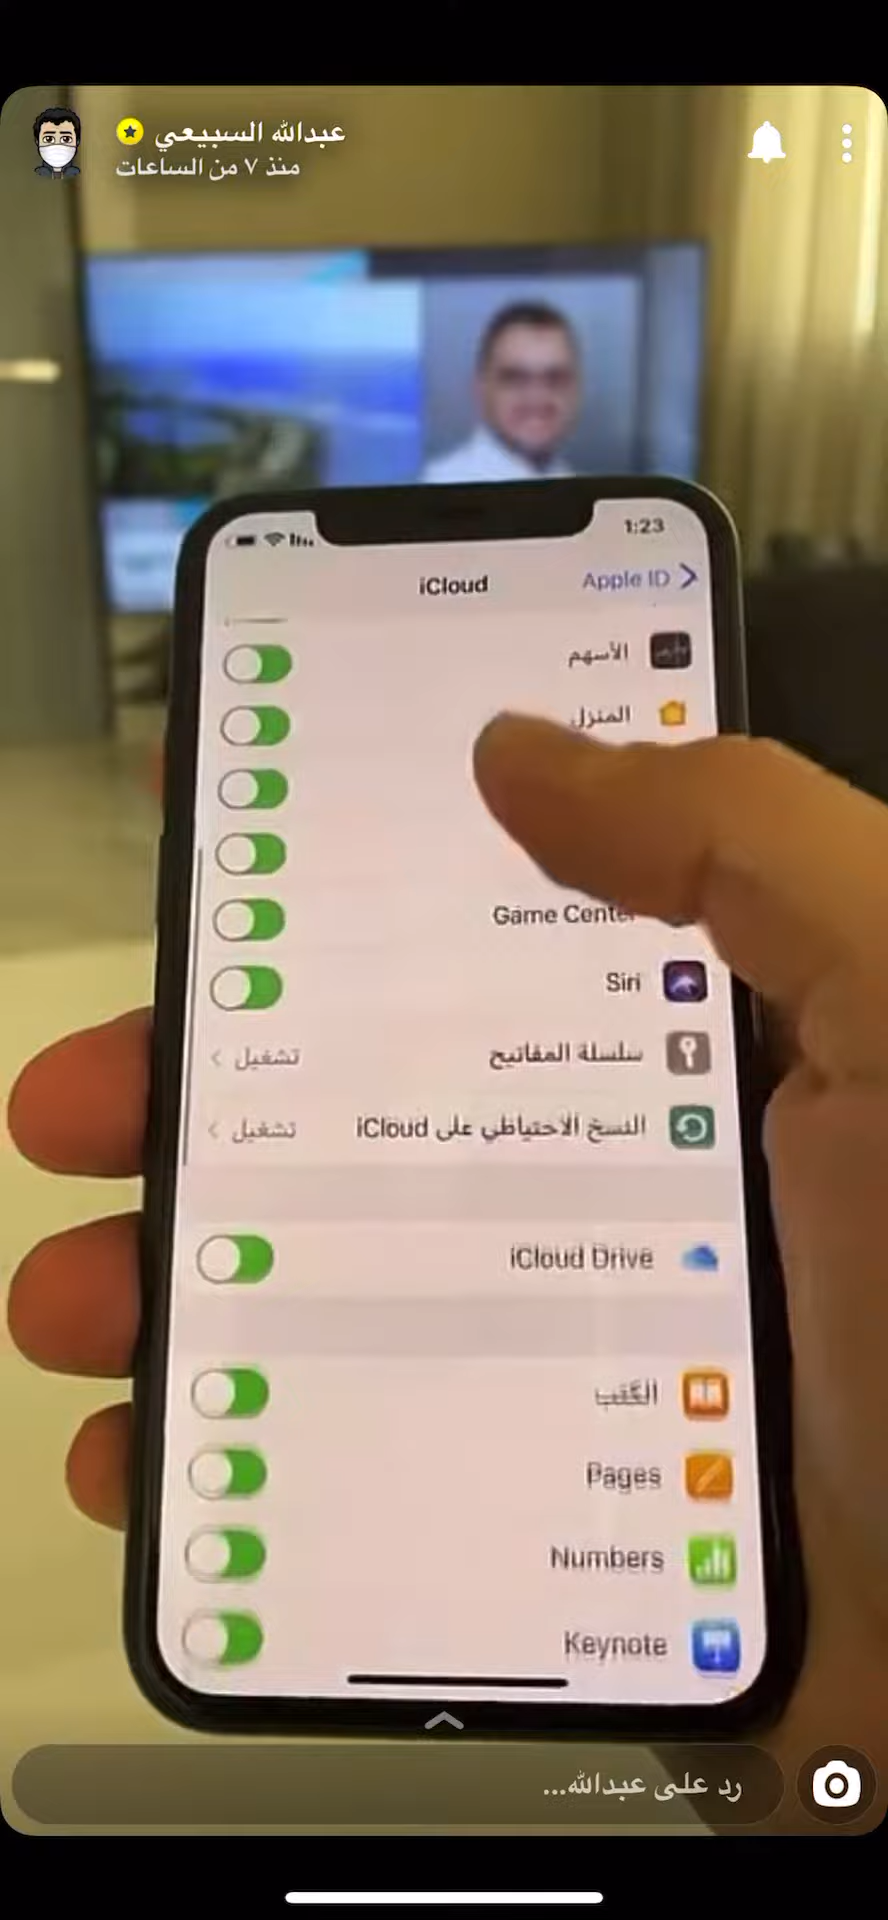 عبدالله السبيعي
منذ ٧ من الساعات
1:23
Apple ID
iCloud
الأسهم
المنزل
Game Center
Siri
سلسلة المفاتيح
تشغيل
النسخ الاحتياطي على iCloud
تشغيل
iCloud Drive
الكتب
Pages
Numbers
Keynote
رد على عبدالله...